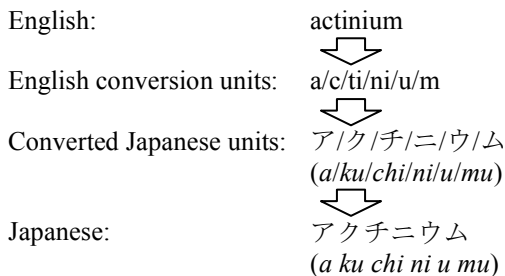 English: actinium
English conversion units: a/c/ti/ni/u/m
Converted Japanese units: ア/ク/チ/ニ/ウ/ム
(a/ku/chi/ni/u/mu)
Japanese: アクチニウム
(a ku chi ni u mu)